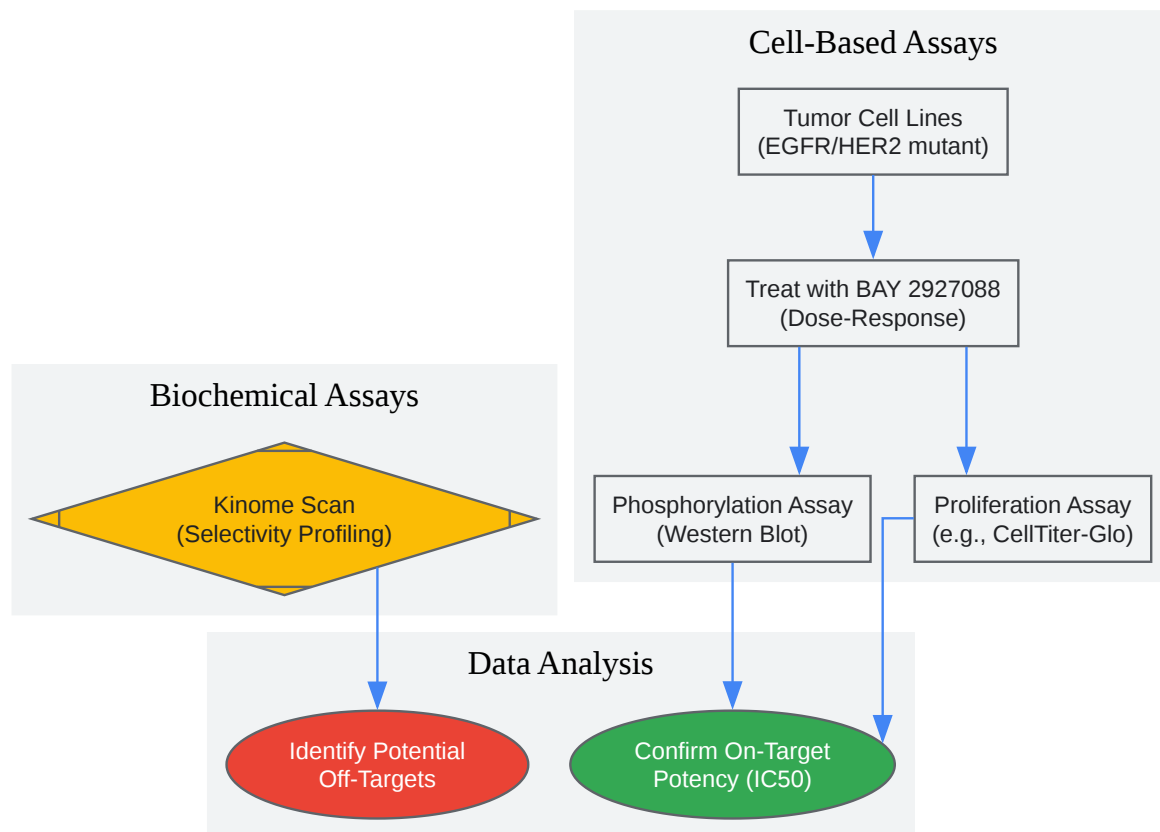 Cell-Based Assays
Tumor Cell Lines
(EGFR/HER2 mutant)
Treat with BAY 2927088
(Dose-Response)
Biochemical Assays
Kinome Scan
(Selectivity Profiling)
Phosphorylation Assay
(Western Blot)
Proliferation Assay
(e.g., CellTiter-Glo)
Data Analysis
Identify Potential
Off-Targets
Confirm On-Target
Potency (IC50)